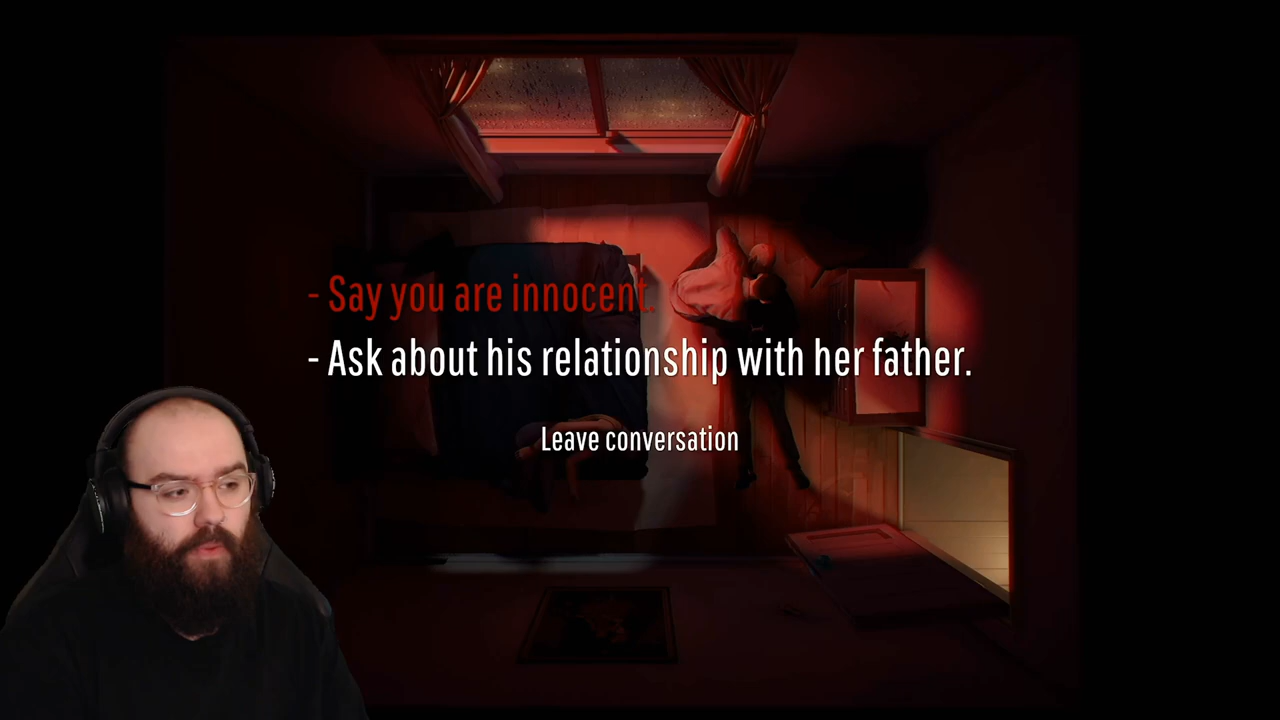 - Say you are innocent.
- Ask about his relationship with her father.
Leave conversation